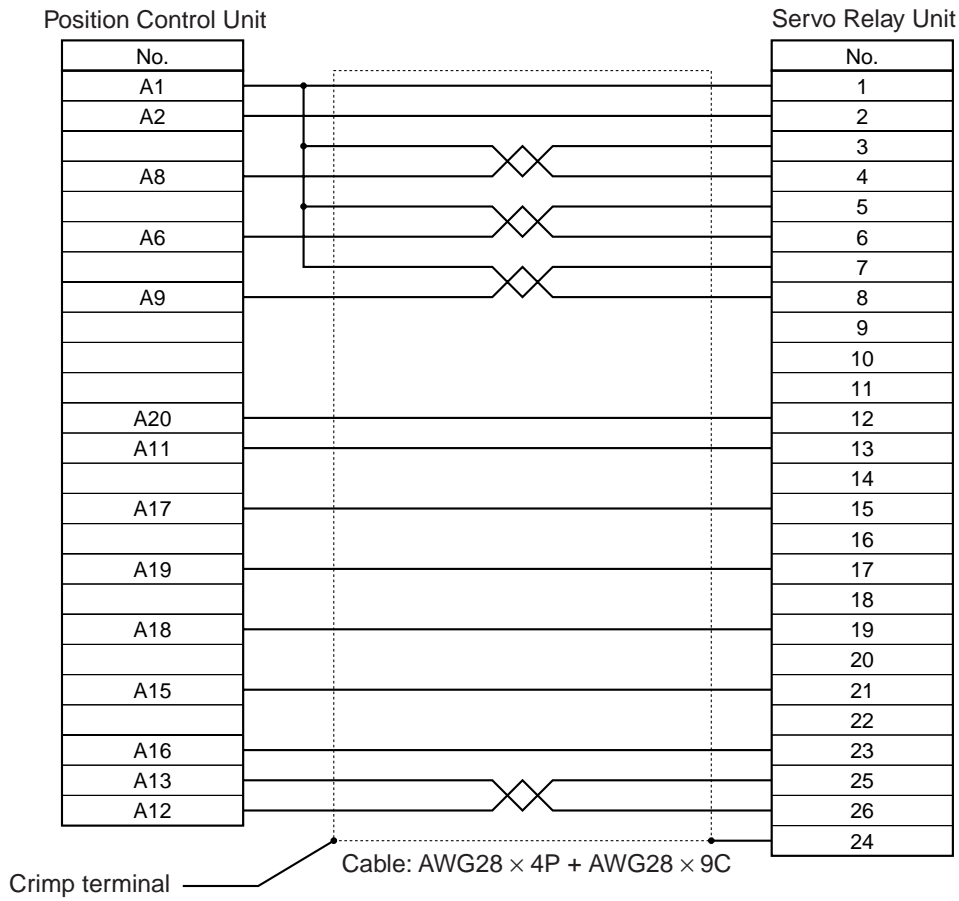 Position Control Unit
Servo Relay Unit
No.
No.
A1
1
A2
2
3
A8
4
5
A6
6
7
A9
8
9
10
11
A20
12
A11
13
14
A17
15
16
A19
17
18
A18
19
20
A15
21
22
A16
23
A13
25
A12
26
24
Cable: AWG28 × 4P + AWG28 × 9C
Crimp terminal